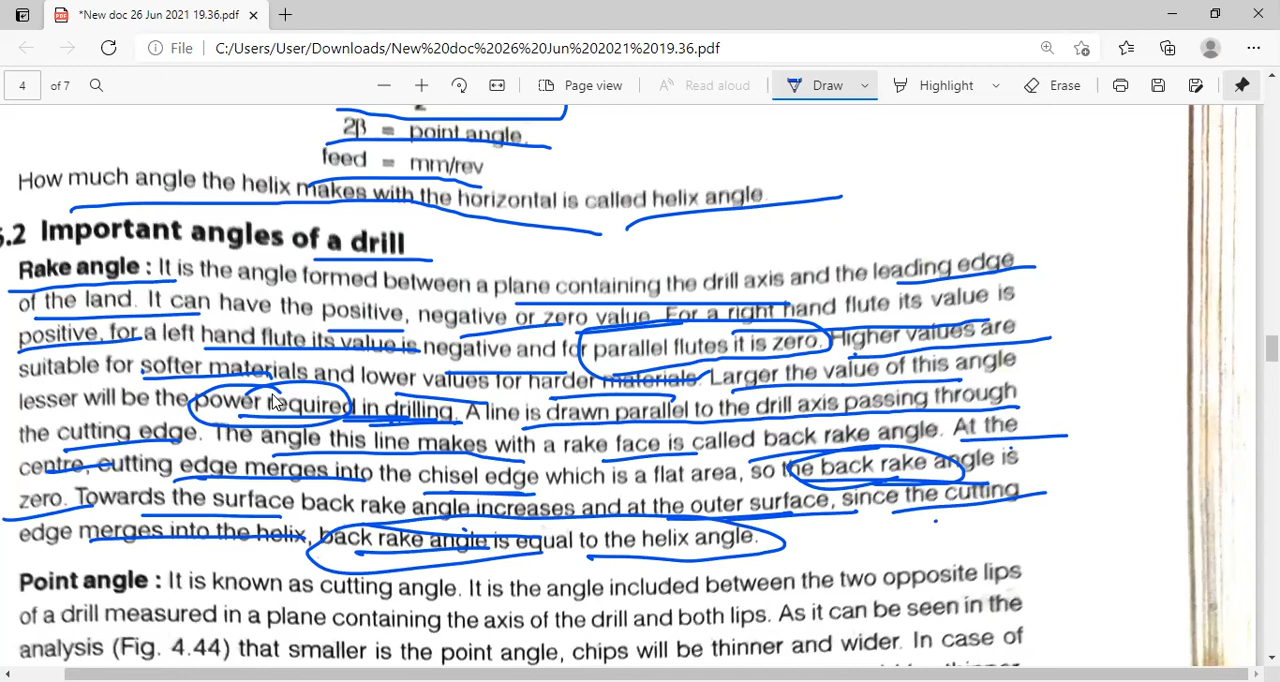 *New doc 26 Jun 2021 19.36.pdf
File C:/Users/User/Downloads/New%20doc%2026%20Jun%202021%2019.36.pdf
4 of 7 Page view Read aloud Draw Highlight Erase
2
2β = point angle.
feed = mm/rev
How much angle the helix makes with the horizontal is called helix angle.
6.2 Important angles of a drill
Rake angle : It is the angle formed between a plane containing the drill axis and the leading edge
of the land. It can have the positive, negative or zero value. For a right hand flute its value is
positive, for a left hand flute its value is negative and for parallel flutes it is zero. Higher values are
suitable for softer materials and lower values for harder materials. Larger the value of this angle
lesser will be the power required in drilling. A line is drawn parallel to the drill axis passing through
the cutting edge. The angle this line makes with a rake face is called back rake angle. At the
centre, cutting edge merges into the chisel edge which is a flat area, so the back rake angle is
zero. Towards the surface back rake angle increases and at the outer surface, since the cutting
edge merges into the helix, back rake angle is equal to the helix angle.
Point angle : It is known as cutting angle. It is the angle included between the two opposite lips
of a drill measured in a plane containing the axis of the drill and both lips. As it can be seen in the
analysis (Fig. 4.44) that smaller is the point angle, chips will be thinner and wider. In case of